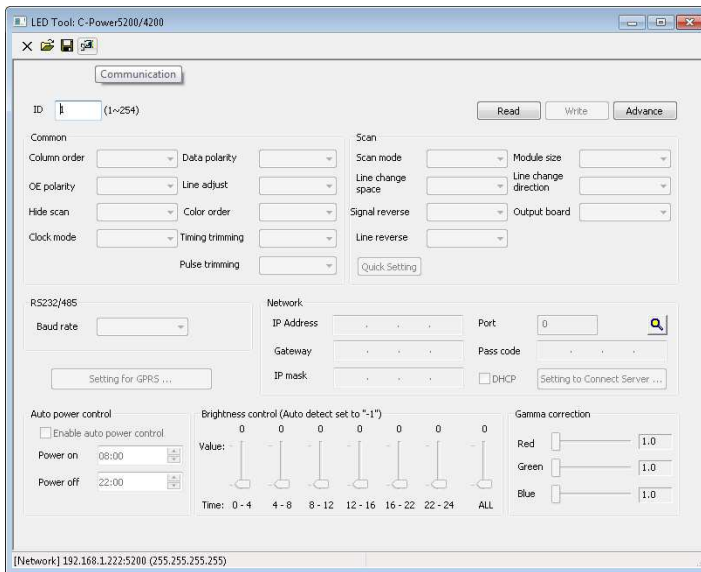 LED Tool: C-Power5200/4200
Communication
ID 1 (1~254) Read Write Advance
Common
Column order Data polarity
OE polarity Line adjust
Hide scan Color order
Clock mode Timing trimming
Pulse trimming
Scan
Scan mode Module size
Line change space Line change direction
Signal reverse Output board
Line reverse
Quick Setting
RS232/485
Baud rate
Setting for GPRS ...
Network
IP Address . . . Port 0
Gateway . . . Pass code . . .
IP mask . . . DHCP Setting to Connect Server ...
Auto power control
Enable auto power control
Power on 08:00
Power off 22:00
Brightness control (Auto detect set to "-1")
0 0 0 0 0 0 0
Value:
Time: 0 - 4 4 - 8 8 - 12 12 - 16 16 - 22 22 - 24 ALL
Gamma correction
Red 1.0
Green 1.0
Blue 1.0
[Network] 192.168.1.222:5200 (255.255.255.255)